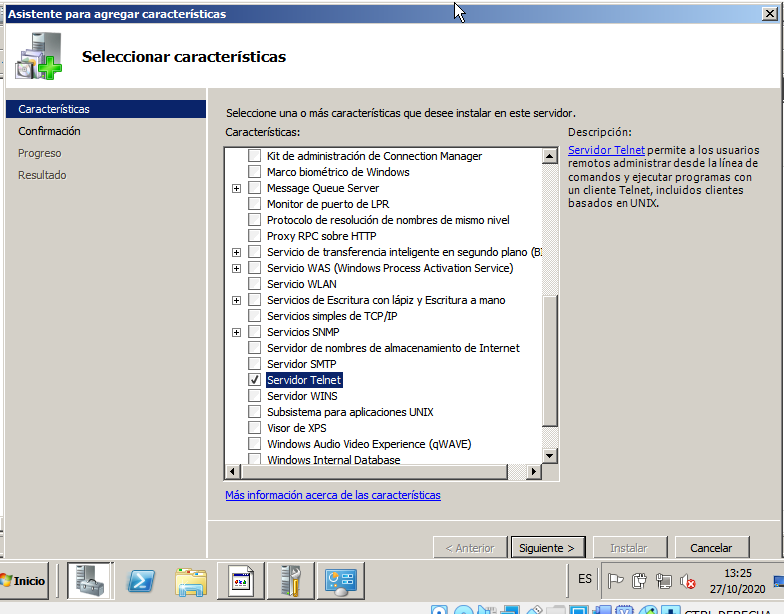 Asistente para agregar características
Seleccionar características
Características
Confirmación
Progreso
Resultado
Seleccione una o más características que desee instalar en este servidor.
Características:
Kit de administración de Connection Manager
Marco biométrico de Windows
Message Queue Server
Monitor de puerto de LPR
Protocolo de resolución de nombres de mismo nivel
Proxy RPC sobre HTTP
Servicio de transferencia inteligente en segundo plano (BI
Servicio WAS (Windows Process Activation Service)
Servicio WLAN
Servicios de Escritura con lápiz y Escritura a mano
Servicios simples de TCP/IP
Servicios SNMP
Servidor de nombres de almacenamiento de Internet
Servidor SMTP
Servidor Telnet
Servidor WINS
Subsistema para aplicaciones UNIX
Visor de XPS
Windows Audio Video Experience (qWAVE)
Windows Internal Database
Más información acerca de las características
Descripción:
Servidor Telnet permite a los usuarios
remotos administrar desde la línea de
comandos y ejecutar programas con
un cliente Telnet, incluidos clientes
basados en UNIX.
< Anterior
Siguiente >
Instalar
Cancelar
Inicio
ES
13:25
27/10/2020
CTRL DERECHA